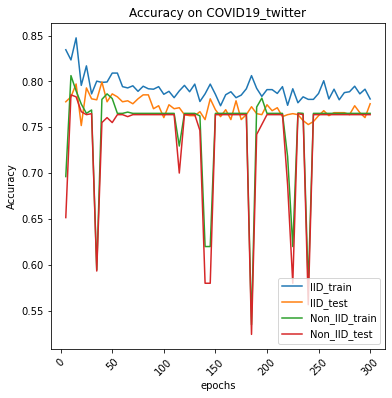 Accuracy on COVID19_twitter
0.85
0.80
0.75
0.70
0.65
0.60
0.55
Accuracy
0
50
100
150
200
250
300
epochs
IID_train
IID_test
Non_IID_train
Non_IID_test